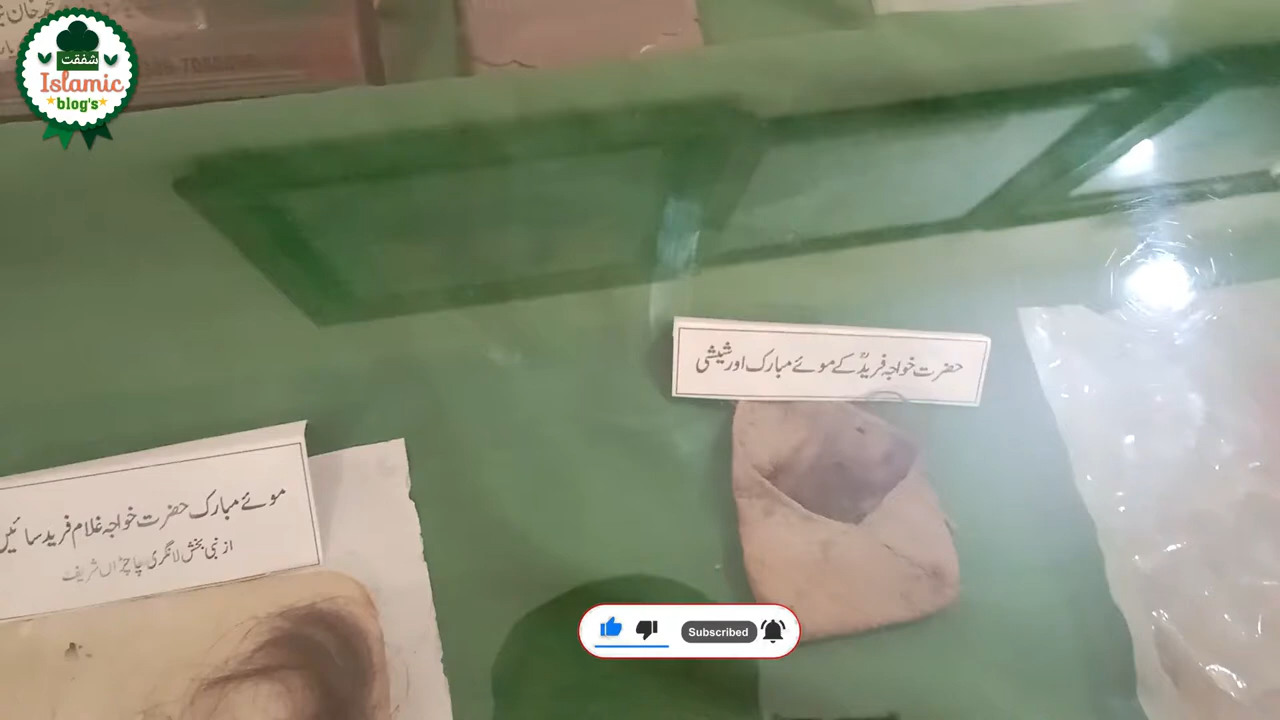 شفقت
Islamic
blog's
حضرت خواجہ فریدؒ کے موئے مبارک اور شیشی
موئے مبارک حضرت خواجہ غلام فرید سائیں
از نبی بخش لانگری چاچڑاں شریف
Subscribed